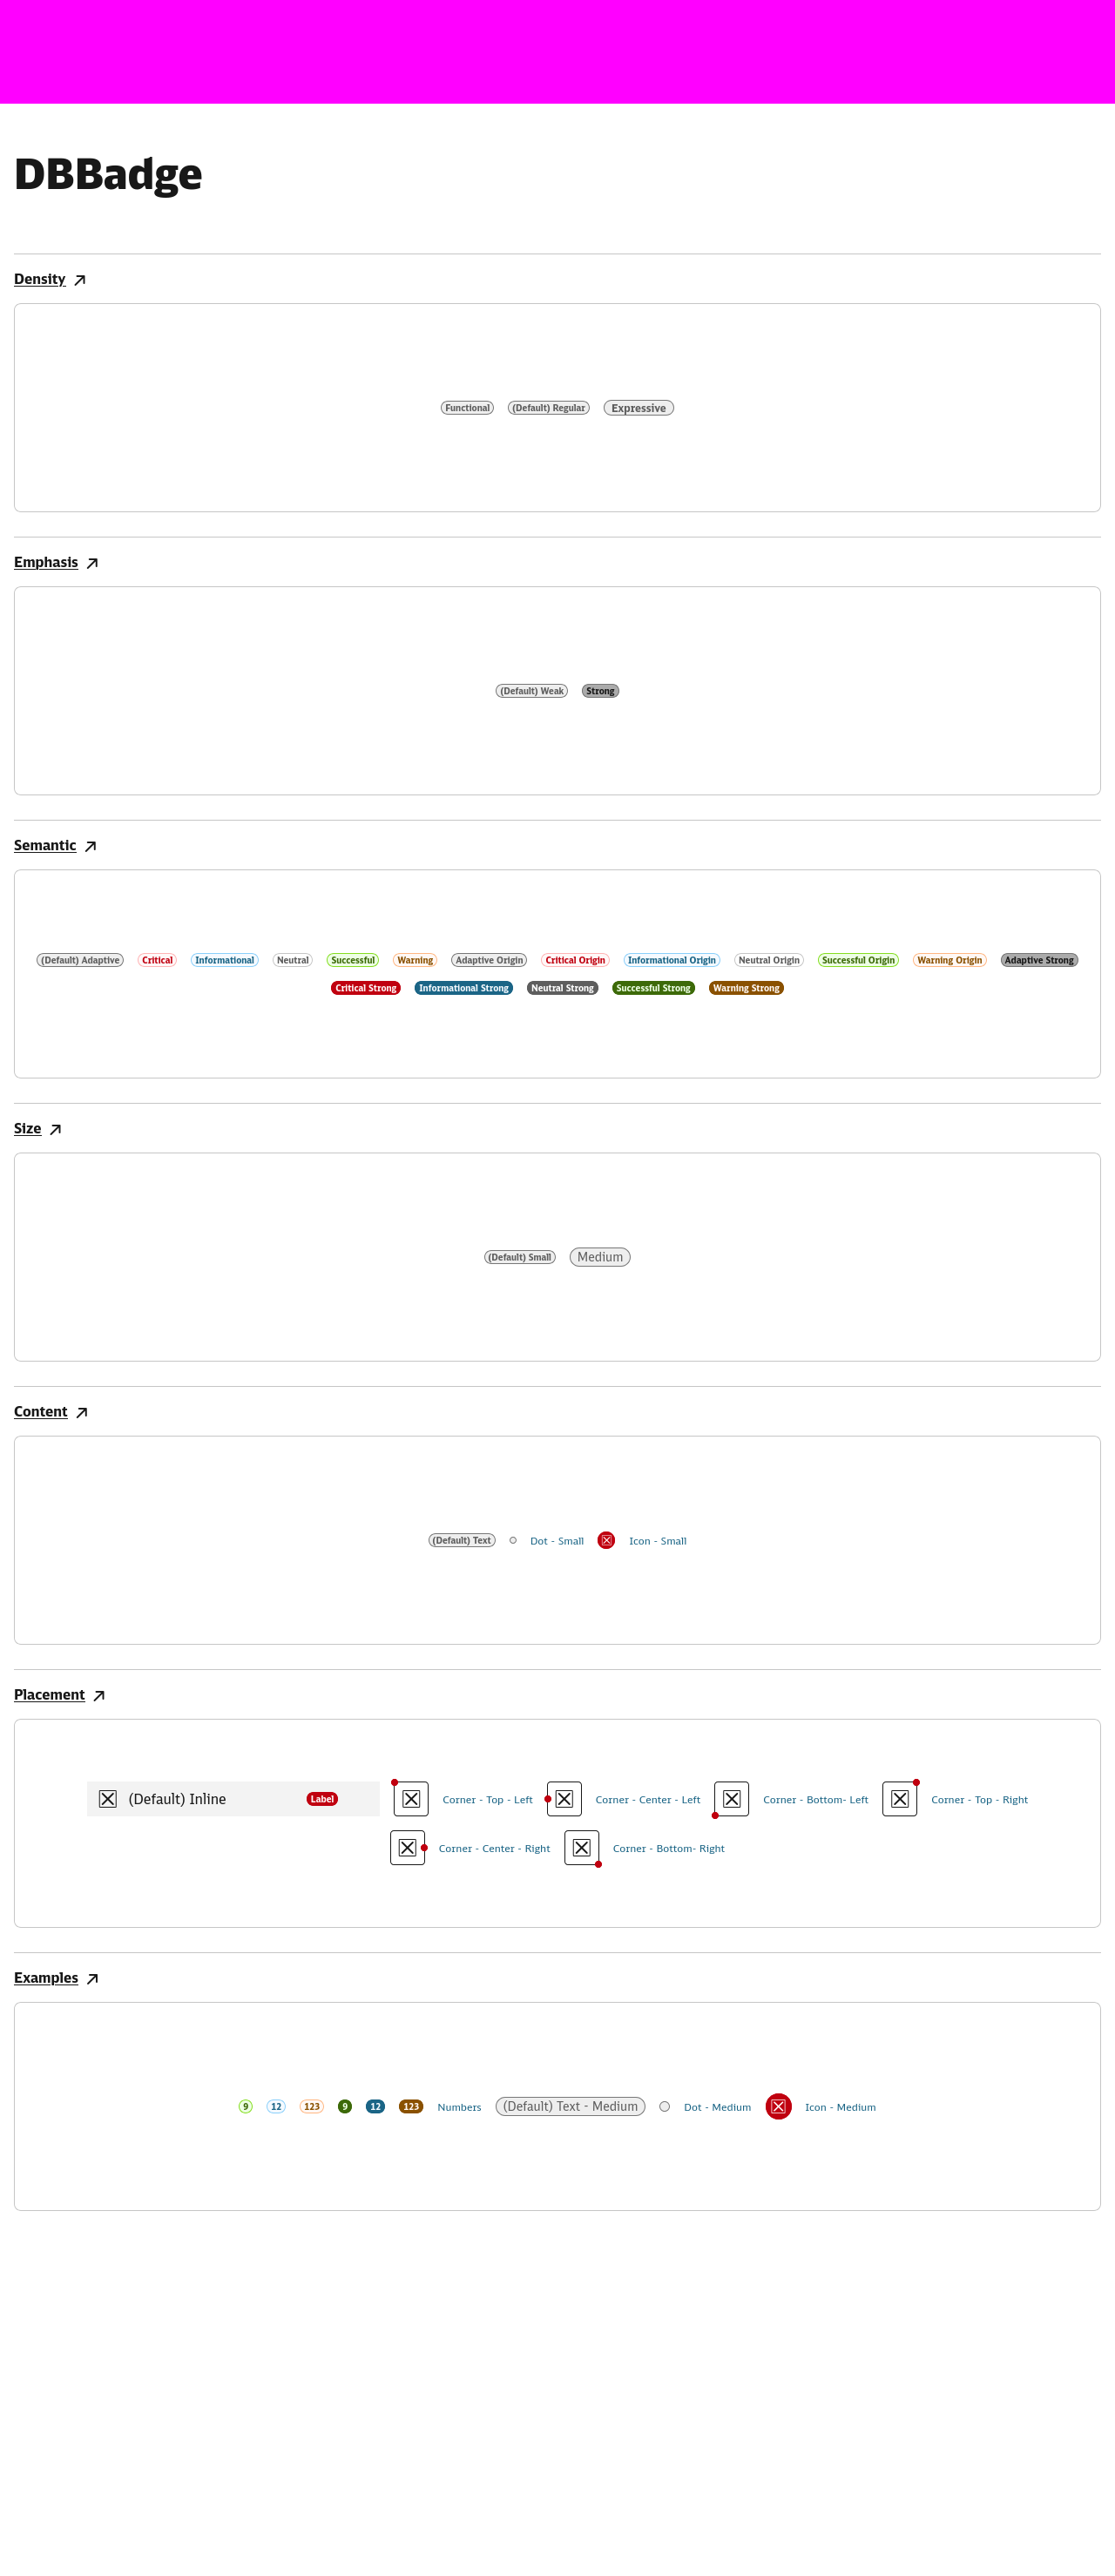 DBBadge
Density
Functional (Default) Regular Expressive
Emphasis
(Default) Weak Strong
Semantic
(Default) Adaptive Critical Informational Neutral Successful Warning Adaptive Origin Critical Origin Informational Origin Neutral Origin Successful Origin Warning Origin Adaptive Strong
Critical Strong Informational Strong Neutral Strong Successful Strong Warning Strong
Size
(Default) Small Medium
Content
(Default) Text Dot - Small Icon - Small
Placement
(Default) Inline Label Corner - Top - Left Corner - Center - Left Corner - Bottom- Left Corner - Top - Right
Corner - Center - Right Corner - Bottom- Right
Examples
9 12 123 9 12 123 Numbers (Default) Text - Medium Dot - Medium Icon - Medium